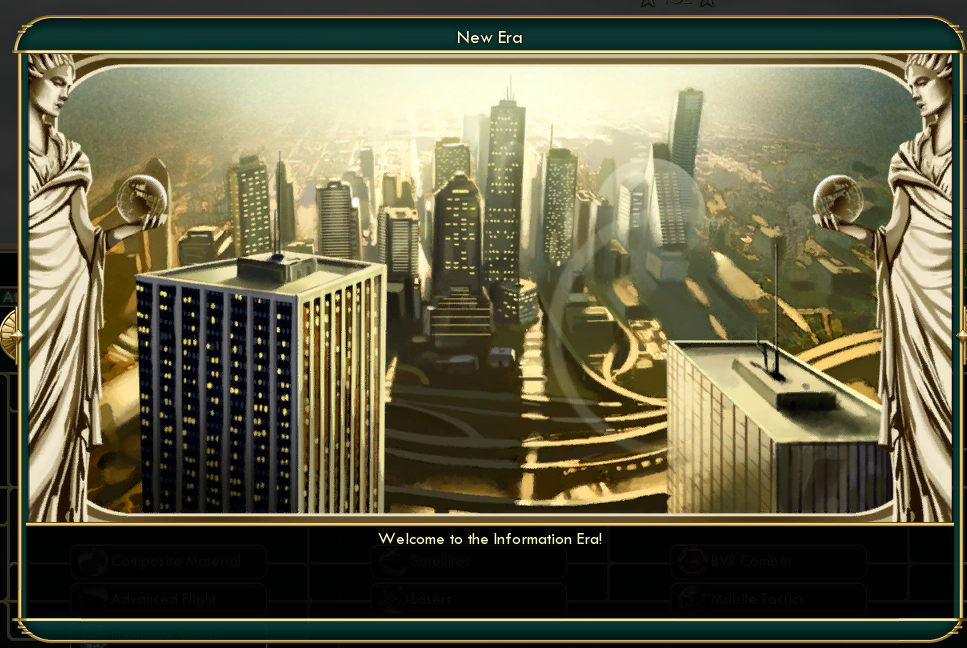 New Era
Welcome to the Information Era!
Composite Material
Satellites
BVR Combat
Advanced Flight
Lasers
Mobile Tactics